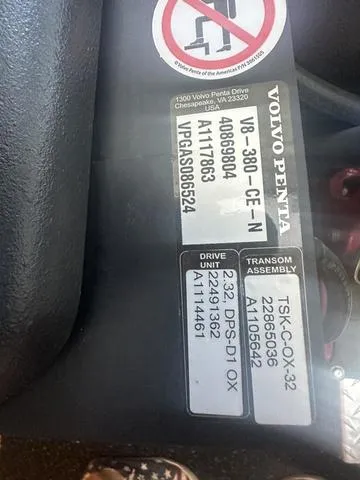 © Volvo Penta of the Americas P/N 3861505
VOLVO PENTA
1300 Volvo Penta Drive
Chesapeake, VA 23320
USA
V8-380-CE-N
40869804
A1117863
VPGAS086524
TRANSOM
ASSEMBLY
TSK-C-OX-32
22865036
A1105642
DRIVE
UNIT
2.32, DPS-D1 OX
22491362
A1114461